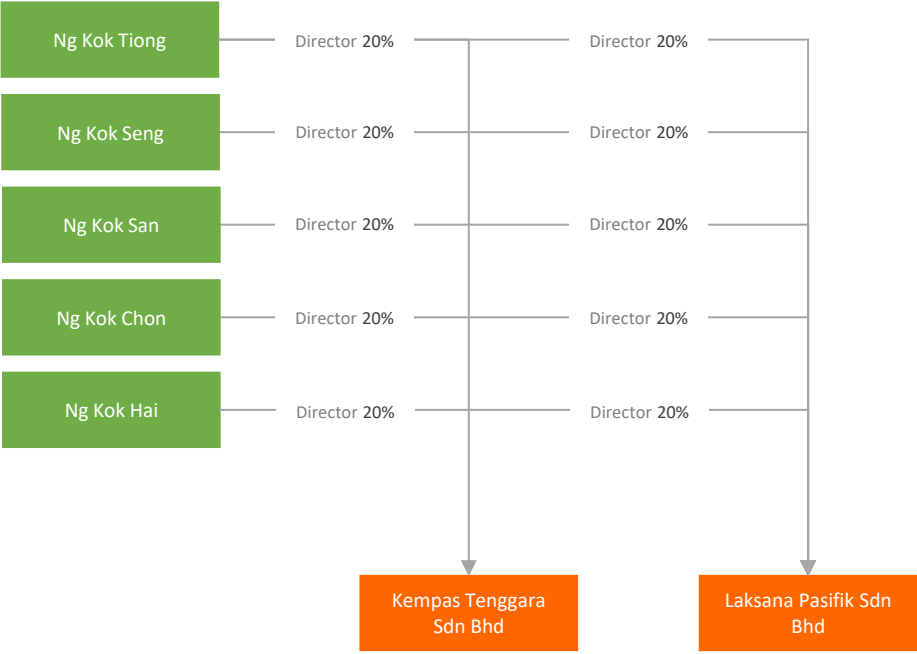 Ng Kok Tiong
Director 20%
Director 20%
Ng Kok Seng
Director 20%
Director 20%
Ng Kok San
Director 20%
Director 20%
Ng Kok Chon
Director 20%
Director 20%
Ng Kok Hai
Director 20%
Director 20%
Kempas Tenggara
Sdn Bhd
Laksana Pasifik Sdn
Bhd